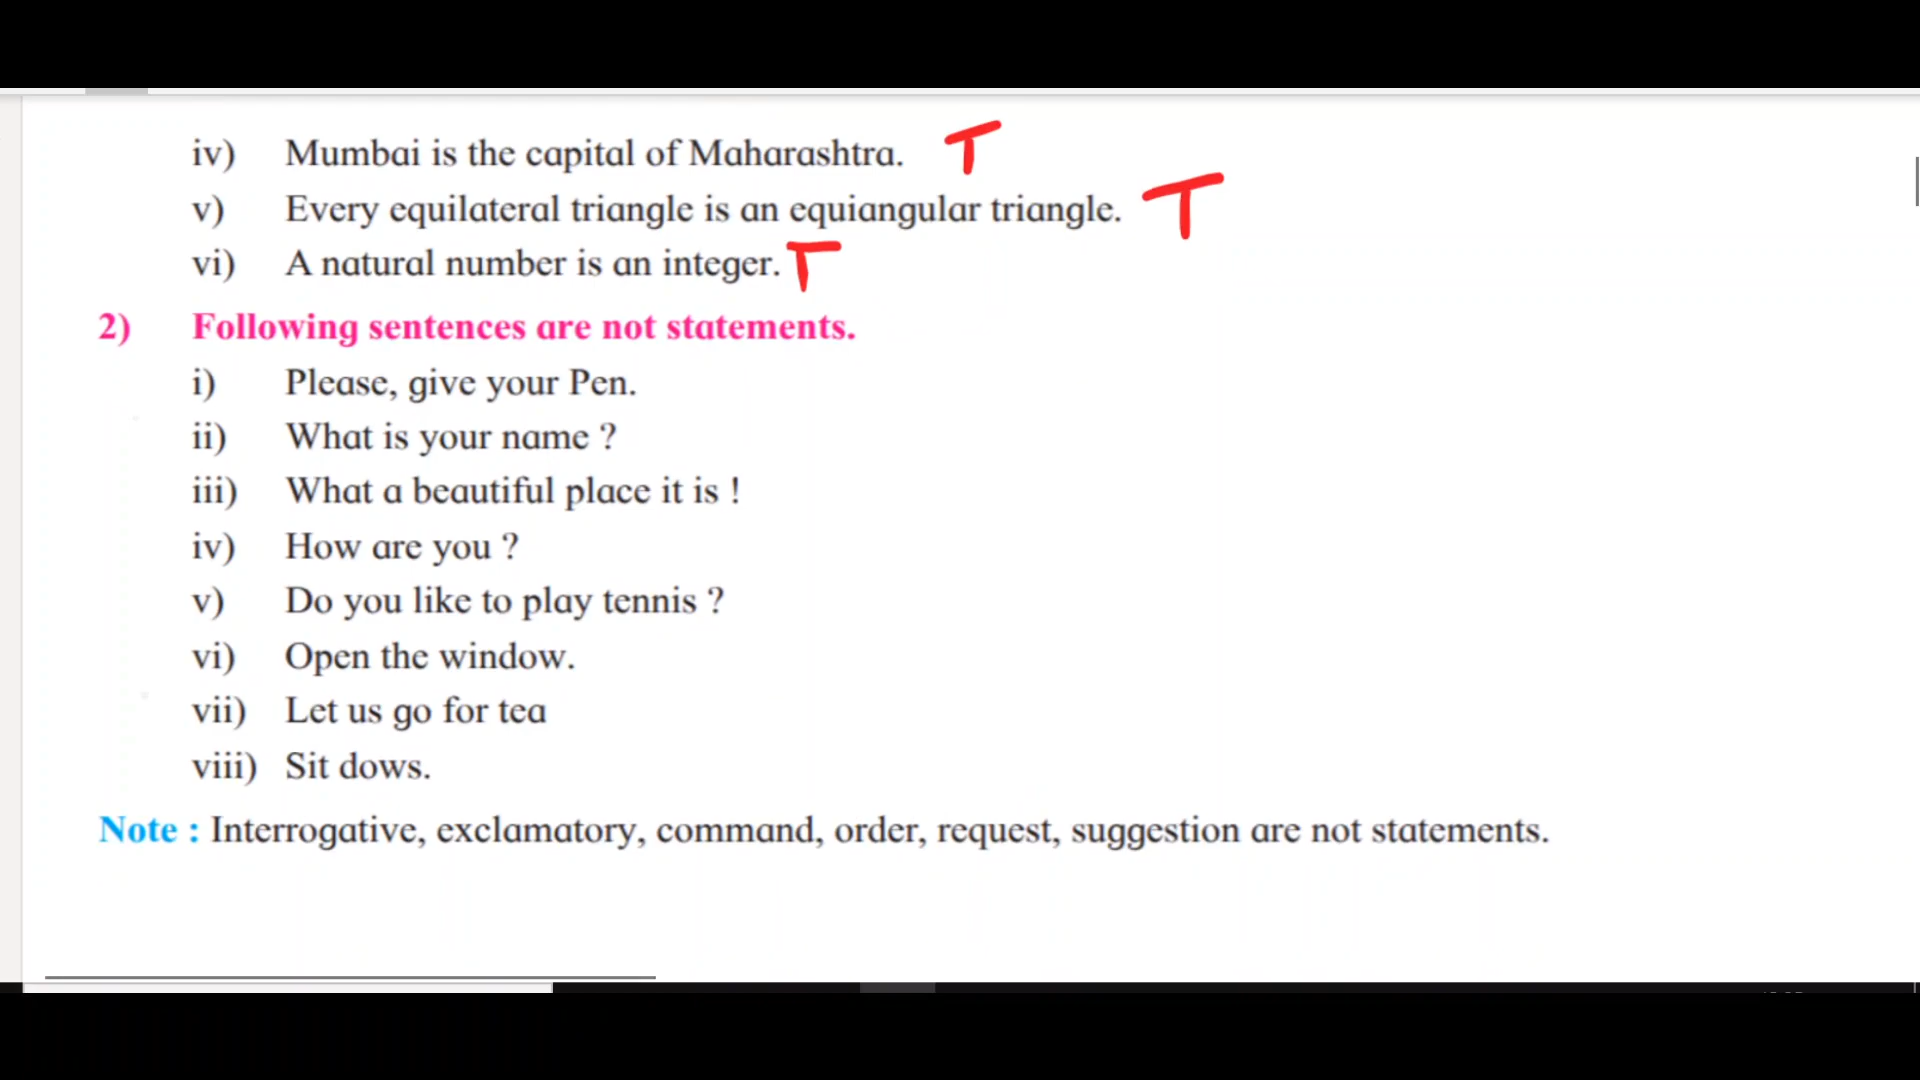 iv) Mumbai is the capital of Maharashtra. T
v) Every equilateral triangle is an equiangular triangle. T
vi) A natural number is an integer. T
2) Following sentences are not statements.
i) Please, give your Pen.
ii) What is your name ?
iii) What a beautiful place it is !
iv) How are you ?
v) Do you like to play tennis ?
vi) Open the window.
vii) Let us go for tea
viii) Sit dows.
Note : Interrogative, exclamatory, command, order, request, suggestion are not statements.